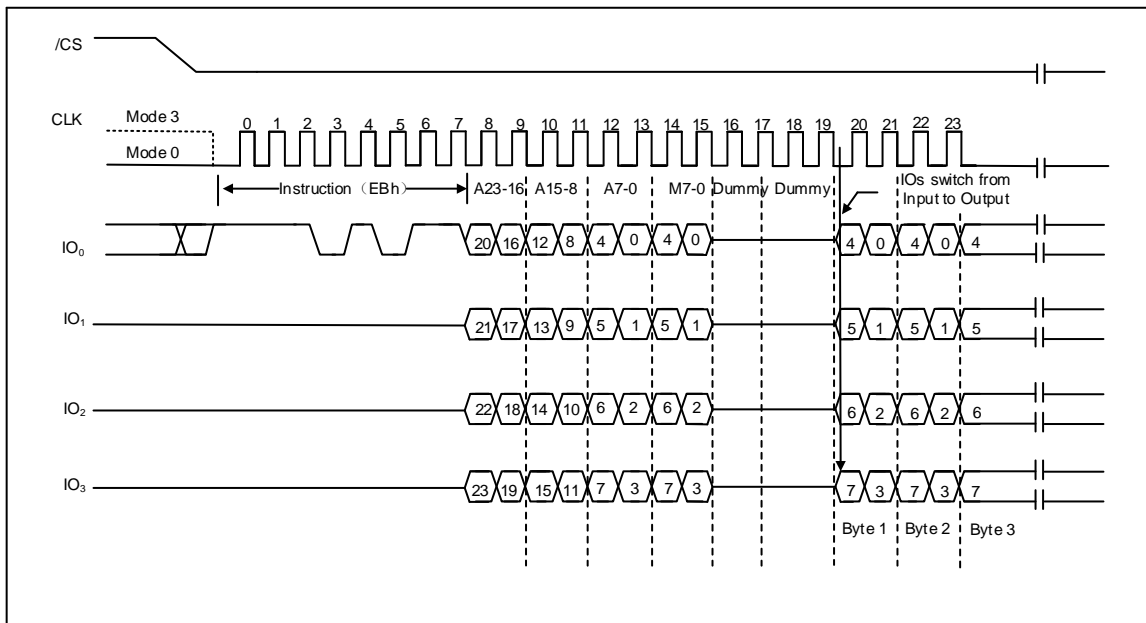 /CS
CLK
Mode 3
Mode 0
0 1 2 3 4 5 6 7 8 9 10 11 12 13 14 15 16 17 18 19 20 21 22 23
Instruction（EBh） A23-16 A15-8 A7-0 M7-0 Dummy Dummy
IOs switch from
Input to Output
IO0 20 16 12 8 4 0 4 0 4 0 4 0 4
IO1 21 17 13 9 5 1 5 1 5 1 5 1 5
IO2 22 18 14 10 6 2 6 2 6 2 6 2 6
IO3 23 19 15 11 7 3 7 3 7 3 7 3 7
Byte 1 Byte 2 Byte 3